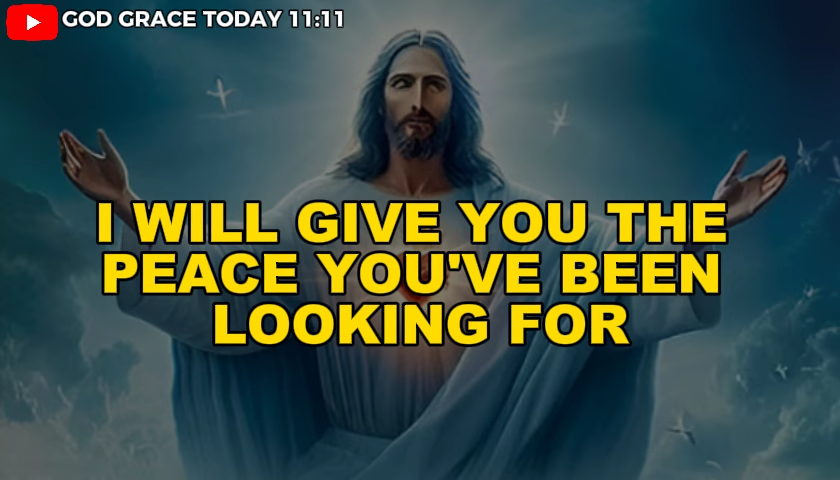 GOD GRACE TODAY 11:11
I WILL GIVE YOU THE
PEACE YOU'VE BEEN
LOOKING FOR